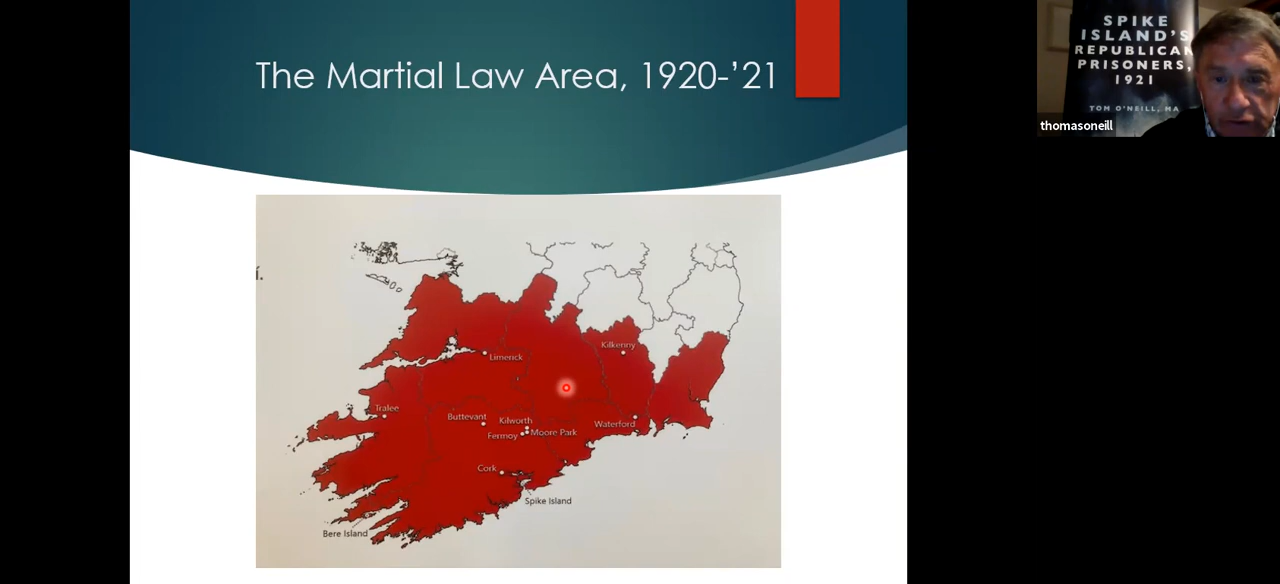 The Martial Law Area, 1920-’21
í.
Limerick
Kilkenny
Tralee
Buttevant
Kilworth
Fermoy
Moore Park
Waterford
Cork
Spike Island
Bere Island
SPIKE
ISLAND'S
REPUBLICAN
PRISONERS,
1921
TOM O'NEILL, MA
thomasoneill